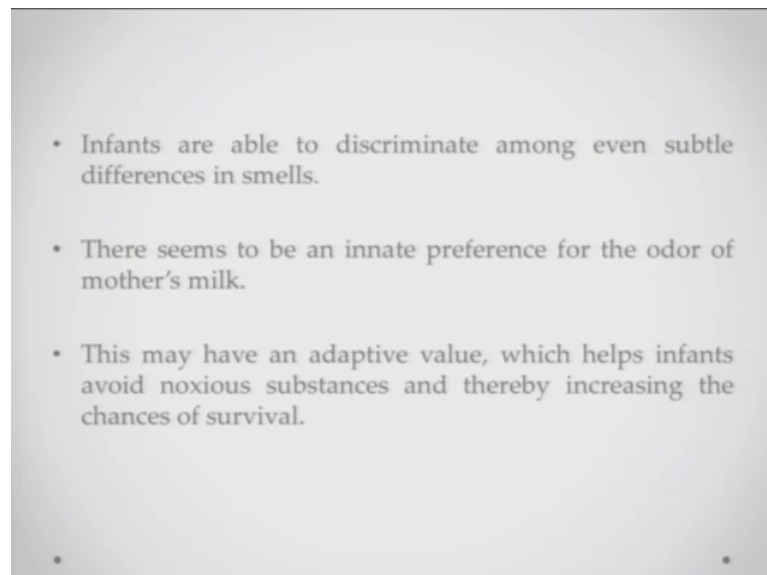 • Infants are able to discriminate among even subtle
differences in smells.
• There seems to be an innate preference for the odor of
mother's milk.
• This may have an adaptive value, which helps infants
avoid noxious substances and thereby increasing the
chances of survival.